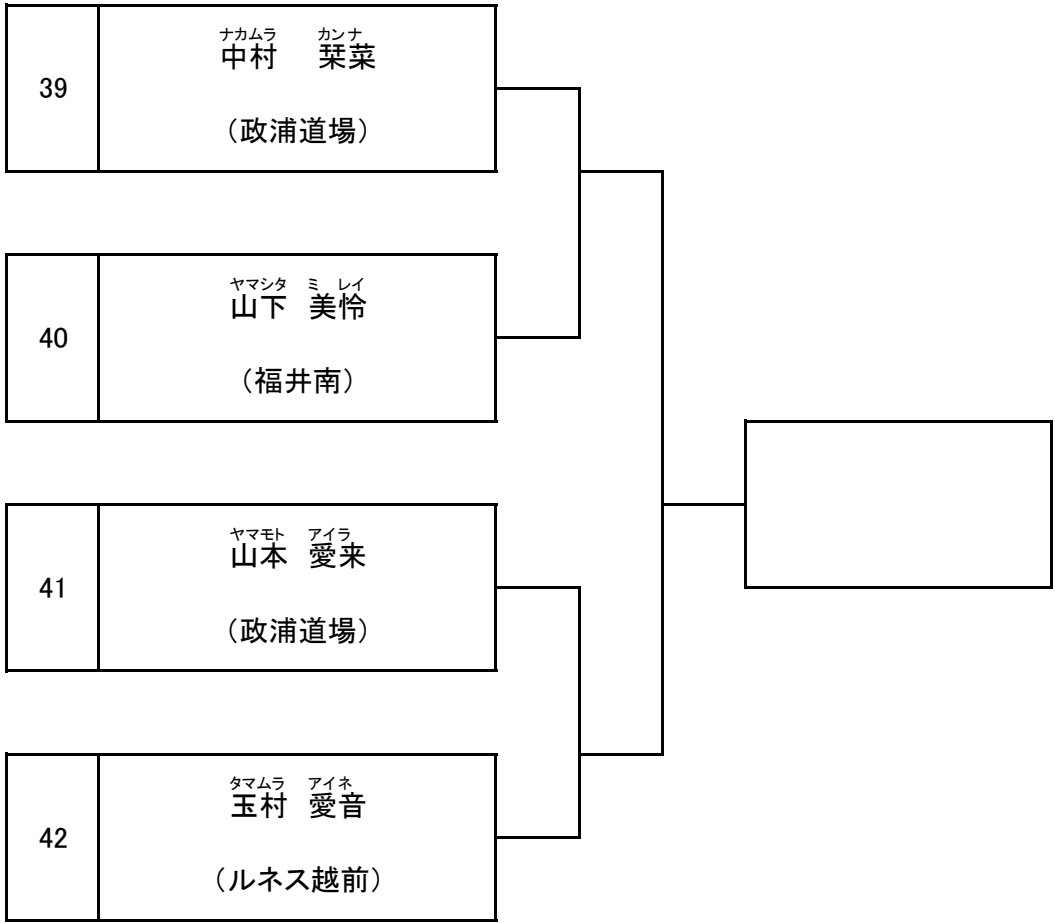 ナカムラ カンナ
39 中村 栞菜
（政浦道場）
ヤマシタ ミ レイ
40 山下 美怜
（福井南）
ヤマモト アイラ
41 山本 愛来
（政浦道場）
タマムラ アイネ
42 玉村 愛音
（ルネス越前）